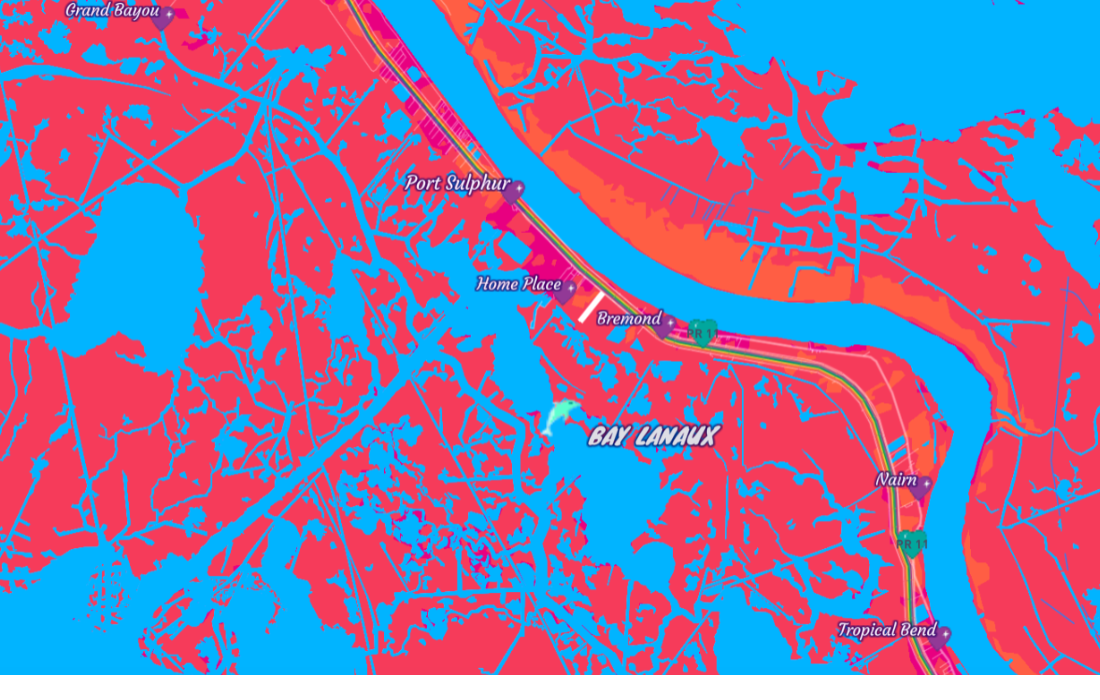 Grand Bayou
Port Sulphur
Home Place
Bremond
PR 11
BAY LANAUX
Nairn
PR 11
Tropical Bend